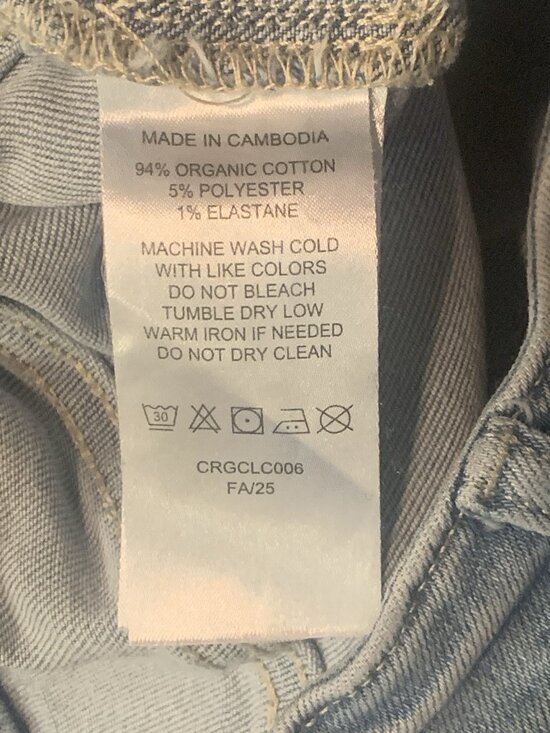 MADE IN CAMBODIA
94% ORGANIC COTTON
5% POLYESTER
1% ELASTANE
MACHINE WASH COLD
WITH LIKE COLORS
DO NOT BLEACH
TUMBLE DRY LOW
WARM IRON IF NEEDED
DO NOT DRY CLEAN
30
CRGCLC006
FA/25